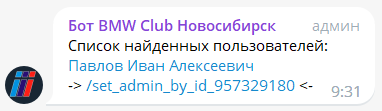 Бот BMW Club Новосибирск админ
Список найденных пользователей:
Павлов Иван Алексеевич
-> /set_admin_by_id_957329180 <-
9:31